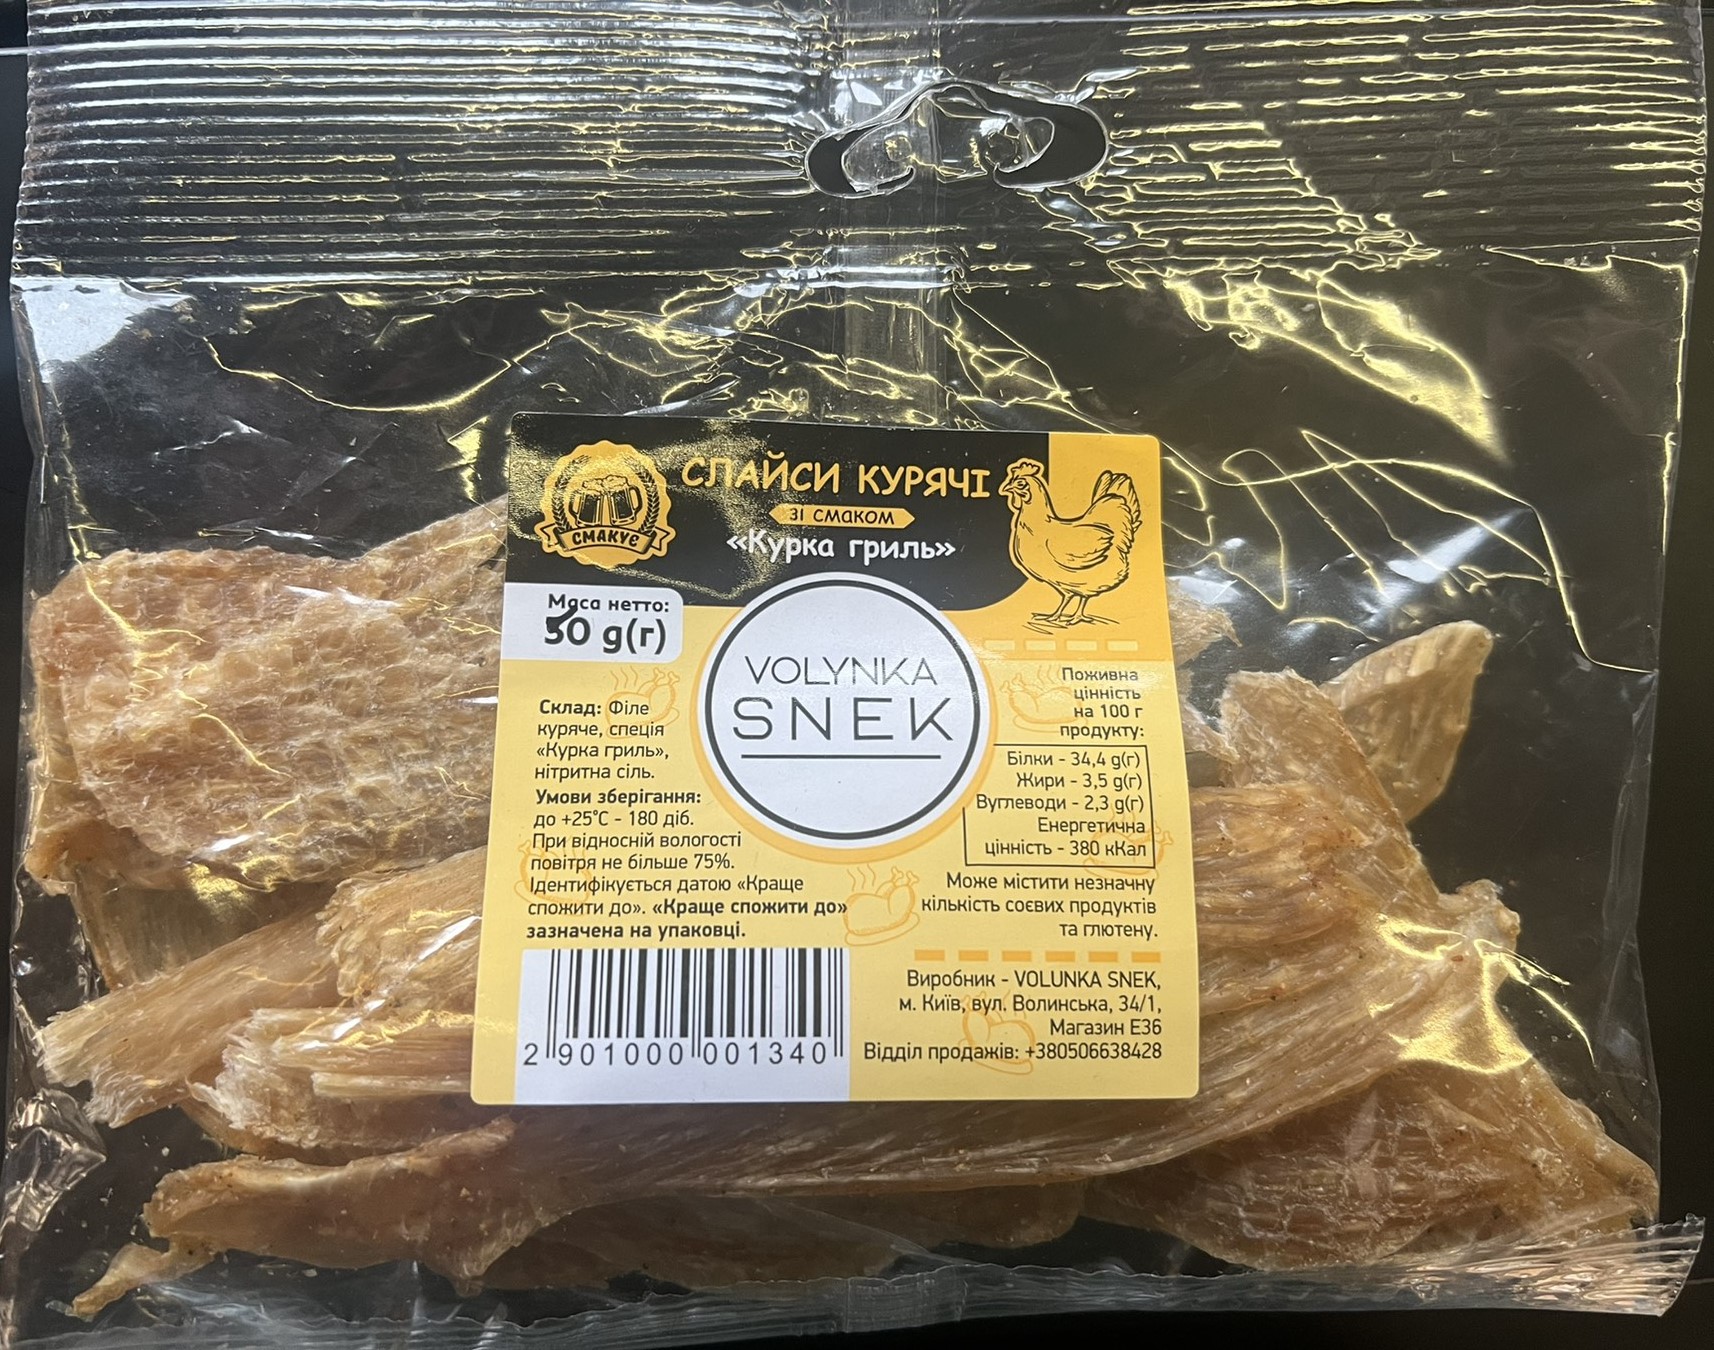 СМАКУЄ
СЛАЙСИ КУРЯЧІ
ЗІ СМАКОМ
«Курка гриль»
Маса нетто:
50 g(г)
VOLYNKA
SNEK
Склад: Філе
куряче, спеція
«Курка гриль»,
нітритна сіль.
Умови зберігання:
до +25°С - 180 діб.
При відносній вологості
повітря не більше 75%.
Ідентифікується датою «Краще
спожити до». «Краще спожити до»
зазначена на упаковці.
2 901000 001340
Поживна
цінність
на 100 г
продукту:
Білки - 34,4 g(г)
Жири - 3,5 g(г)
Вуглеводи - 2,3 g(г)
Енергетична
цінність - 380 кКал
Може містити незначну
кількість соєвих продуктів
та глютену.
Виробник - VOLUNKA SNEK,
м. Київ, вул. Волинська, 34/1,
Магазин Е36
Відділ продажів: +380506638428